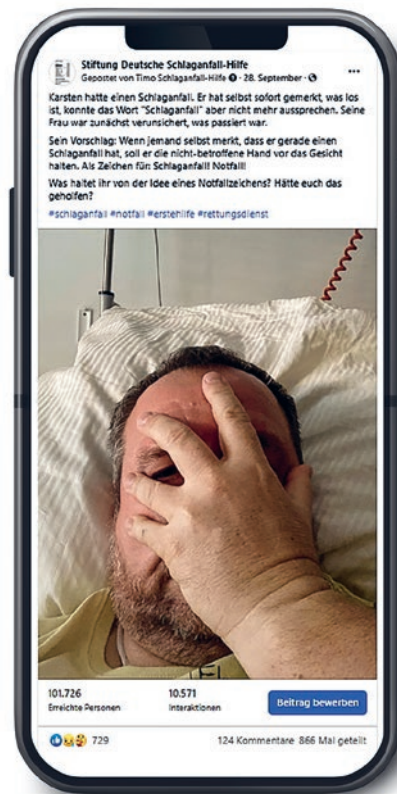 Stiftung Deutsche Schlaganfall-Hilfe
Gepostet von Timo Schlaganfall-Hilfe · 28. September ·
Karsten hatte einen Schlaganfall. Er hat selbst sofort gemerkt, was los
ist, konnte das Wort "Schlaganfall" aber nicht mehr aussprechen. Seine
Frau war zunächst verunsichert, was passiert war.
Sein Vorschlag: Wenn jemand selbst merkt, dass er gerade einen
Schlaganfall hat, soll er die nicht-betroffene Hand vor das Gesicht
halten. Als Zeichen für: Schlaganfall! Notfall!
Was haltet ihr von der Idee eines Notfallzeichens? Hätte euch das
geholfen?
#schlaganfall #notfall #erstehilfe #rettungsdienst
101.726 10.571 Beitrag bewerben
Erreichte Personen Interaktionen
729 124 Kommentare 866 Mal geteilt